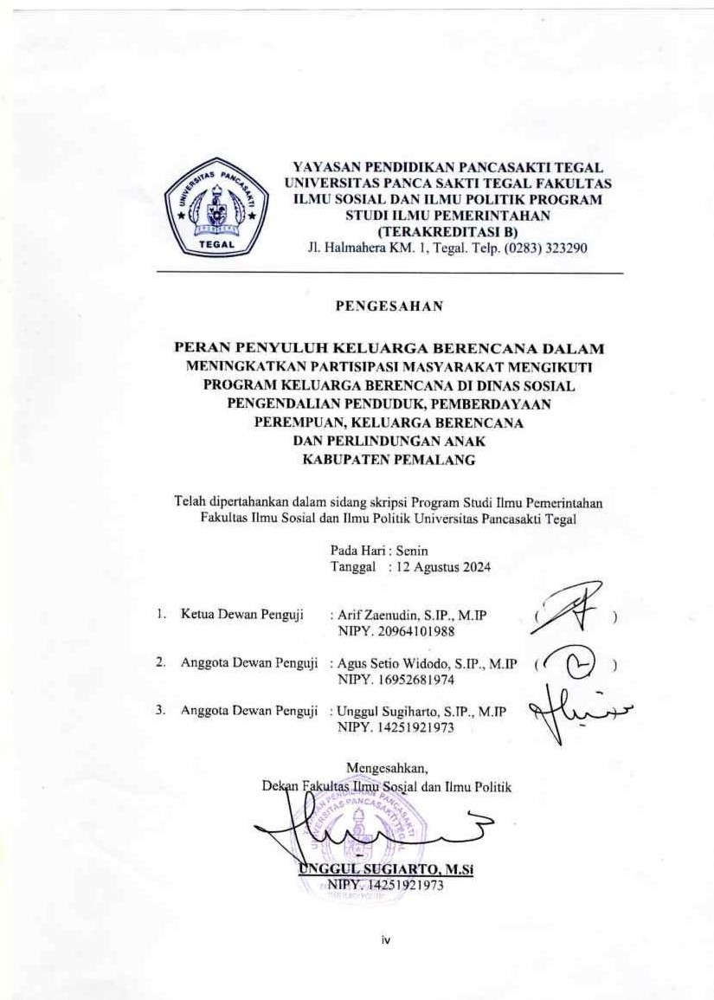 UNIVERSITAS PANCASAKTI
TEGAL
YAYASAN PENDIDIKAN PANCASAKTI TEGAL
UNIVERSITAS PANCA SAKTI TEGAL FAKULTAS
ILMU SOSIAL DAN ILMU POLITIK PROGRAM
STUDI ILMU PEMERINTAHAN
(TERAKREDITASI B)
Jl. Halmahera KM. 1, Tegal. Telp. (0283) 323290
PENGESAHAN
PERAN PENYULUH KELUARGA BERENCANA DALAM
MENINGKATKAN PARTISIPASI MASYARAKAT MENGIKUTI
PROGRAM KELUARGA BERENCANA DI DINAS SOSIAL
PENGENDALIAN PENDUDUK, PEMBERDAYAAN
PEREMPUAN, KELUARGA BERENCANA
DAN PERLINDUNGAN ANAK
KABUPATEN PEMALANG
Telah dipertahankan dalam sidang skripsi Program Studi Ilmu Pemerintahan
Fakultas Ilmu Sosial dan Ilmu Politik Universitas Pancasakti Tegal
Pada Hari : Senin
Tanggal : 12 Agustus 2024
1. Ketua Dewan Penguji : Arif Zaenudin, S.IP., M.IP ( )
NIPY. 20964101988
2. Anggota Dewan Penguji : Agus Setio Widodo, S.IP., M.IP ( )
NIPY. 16952681974
3. Anggota Dewan Penguji : Unggul Sugiharto, S.IP., M.IP
NIPY. 14251921973
Mengesahkan,
Dekan Fakultas Ilmu Sosial dan Ilmu Politik
YAYASAN PENDIDIKAN PANCASAKTI
UNIVERSITAS PANCASAKTI TEGAL
UNGGUL SUGIARTO, M.Si
NIPY. 14251921973
iv